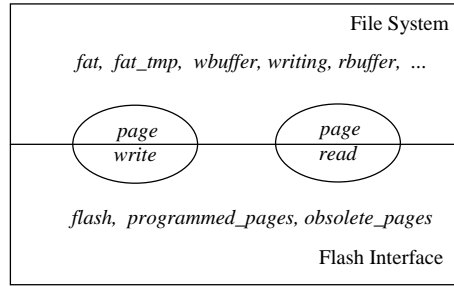 File System
fat, fat_tmp, wbuffer, writing, rbuffer, ...
page page
write read
flash, programmed_pages, obsolete_pages
Flash Interface